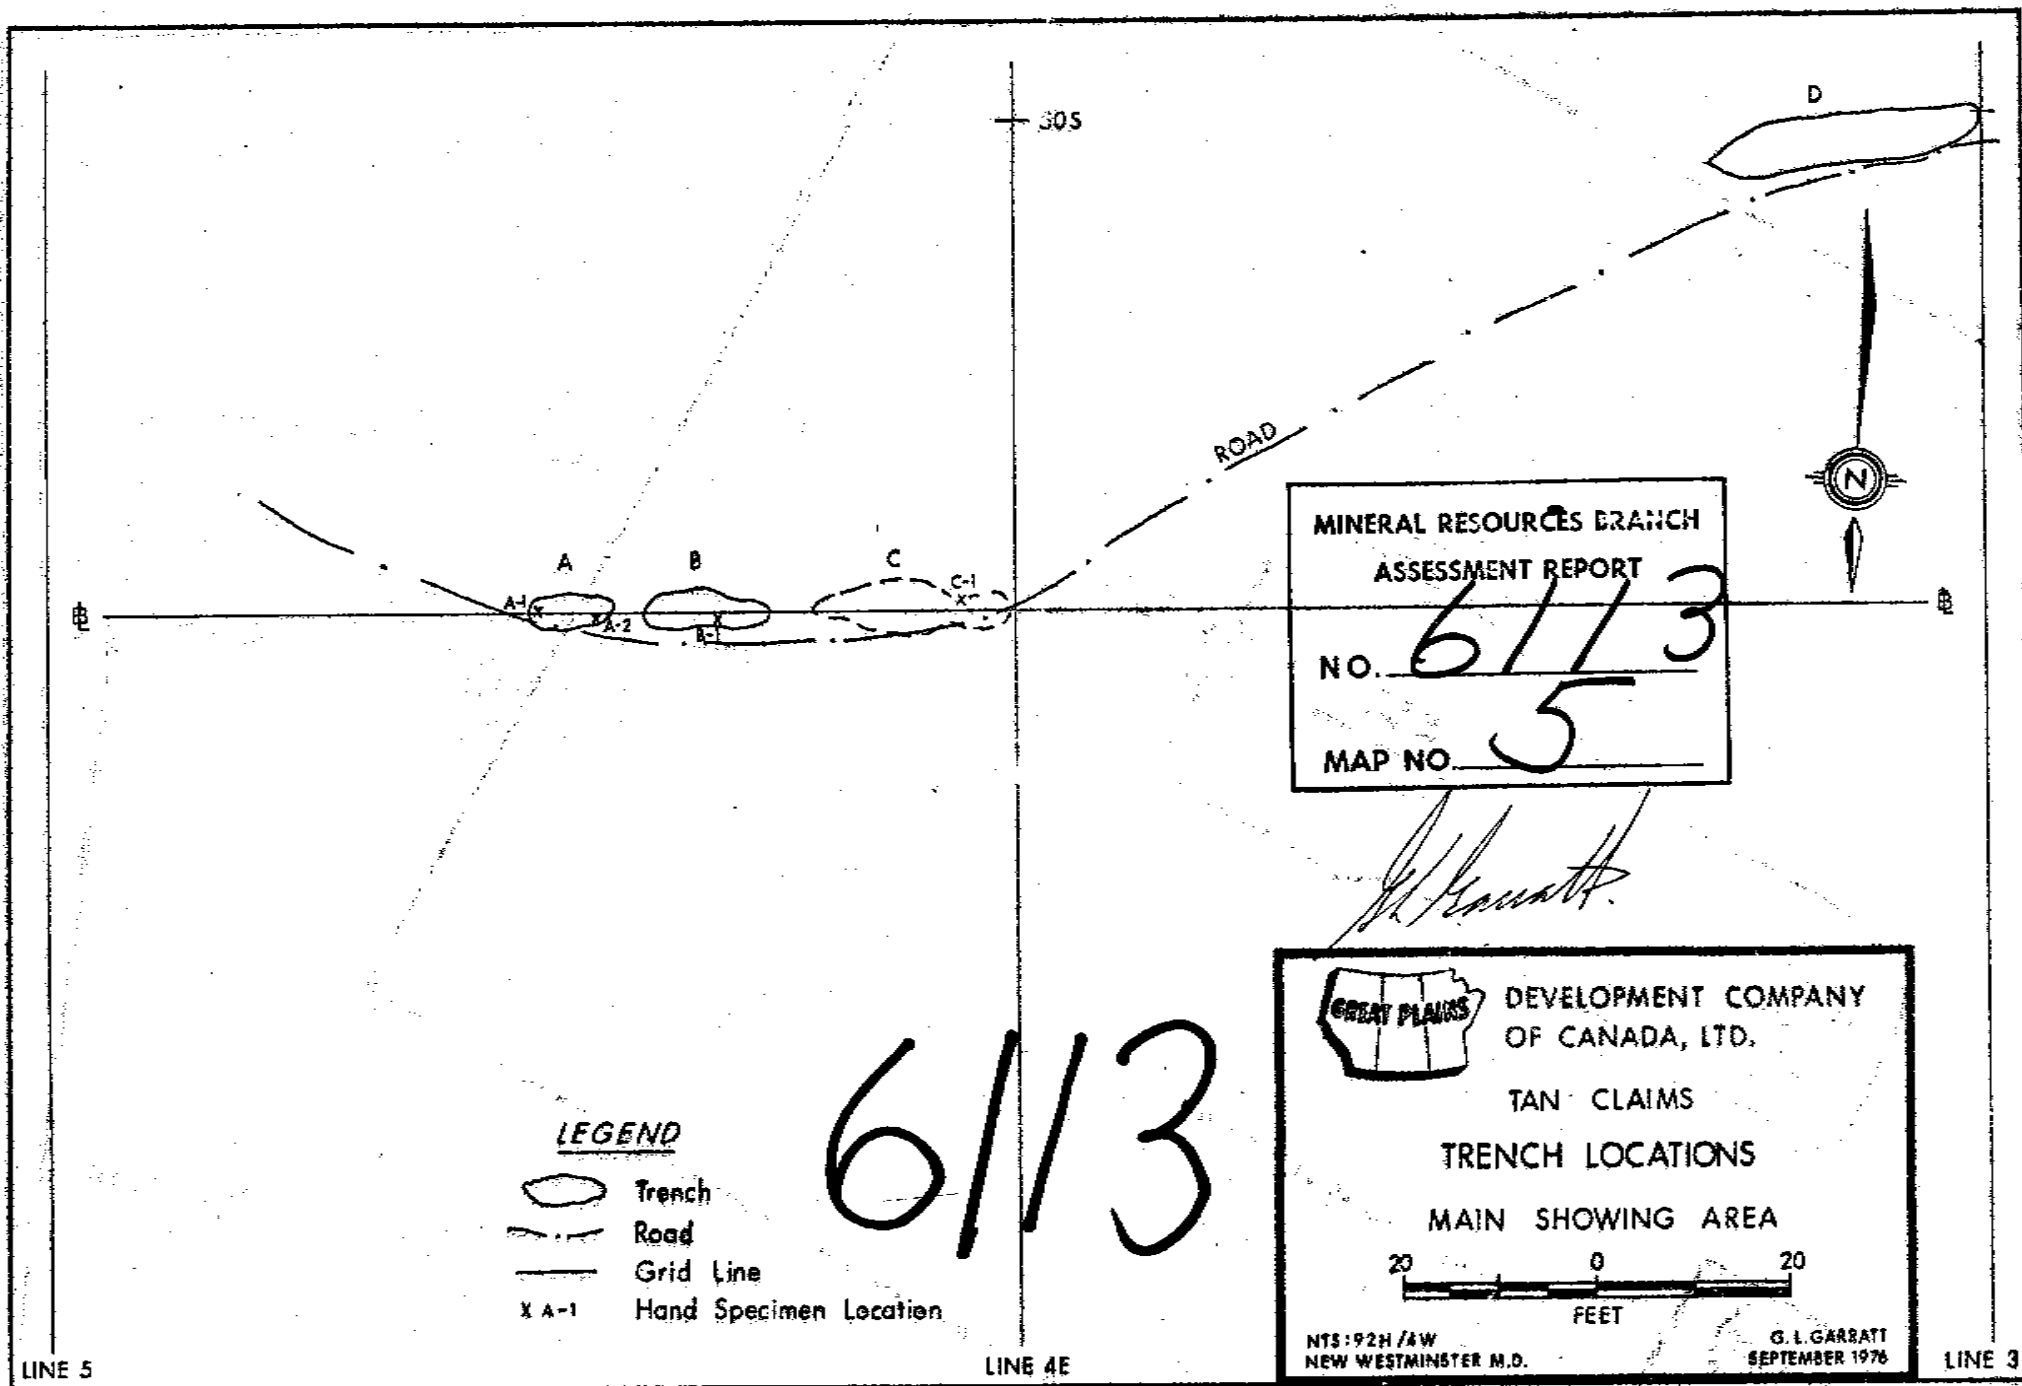 D
30S
ROAD
N
MINERAL RESOURCES BRANCH
ASSESSMENT REPORT
NO. 6113
MAP NO. 5
A
B
C
C-1
A-1
A-2
B-1
BL
BL
6113
LEGEND
Trench
Road
Grid Line
X A-1 Hand Specimen Location
GREAT PLAINS
DEVELOPMENT COMPANY
OF CANADA, LTD.
TAN CLAIMS
TRENCH LOCATIONS
MAIN SHOWING AREA
20 0 20
FEET
NTS:92H/4W
NEW WESTMINSTER M.D.
G.L.GARRATT
SEPTEMBER 1976
LINE 5
LINE 4E
LINE 3